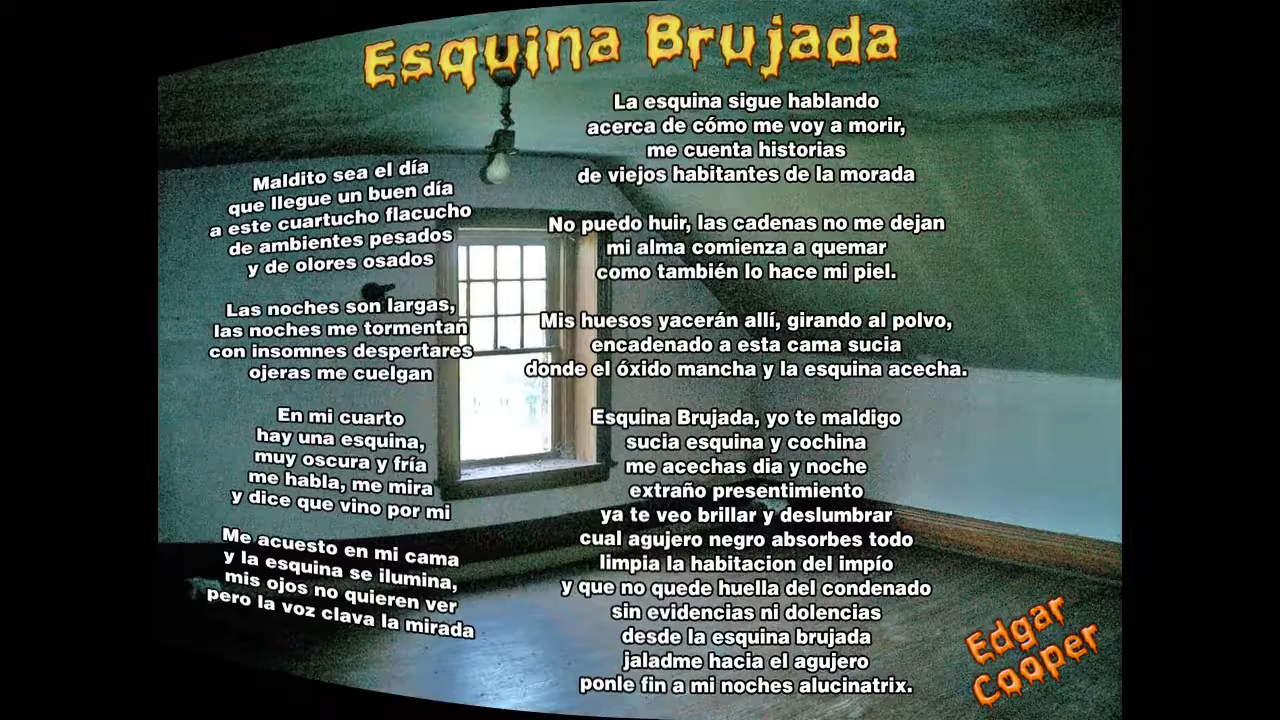 Esquina Brujada
Maldito sea el día
que llegue un buen día
a este cuartucho flacucho
de ambientes pesados
y de olores osados
Las noches son largas,
las noches me tormentan
con insomnes despertares
ojeras me cuelgan
En mi cuarto
hay una esquina,
muy oscura y fría
me habla, me mira
y dice que vino por mi
Me acuesto en mi cama
y la esquina se ilumina,
mis ojos no quieren ver
pero la voz clava la mirada
La esquina sigue hablando
acerca de cómo me voy a morir,
me cuenta historias
de viejos habitantes de la morada
No puedo huir, las cadenas no me dejan
mi alma comienza a quemar
como también lo hace mi piel.
Mis huesos yacerán allí, girando al polvo,
encadenado a esta cama sucia
donde el óxido mancha y la esquina acecha.
Esquina Brujada, yo te maldigo
sucia esquina y cochina
me acechas dia y noche
extraño presentimiento
ya te veo brillar y deslumbrar
cual agujero negro absorbes todo
limpia la habitacion del impío
y que no quede huella del condenado
sin evidencias ni dolencias
desde la esquina brujada
jaladme hacia el agujero
ponle fin a mi noches alucinatrix.
Edgar
Cooper